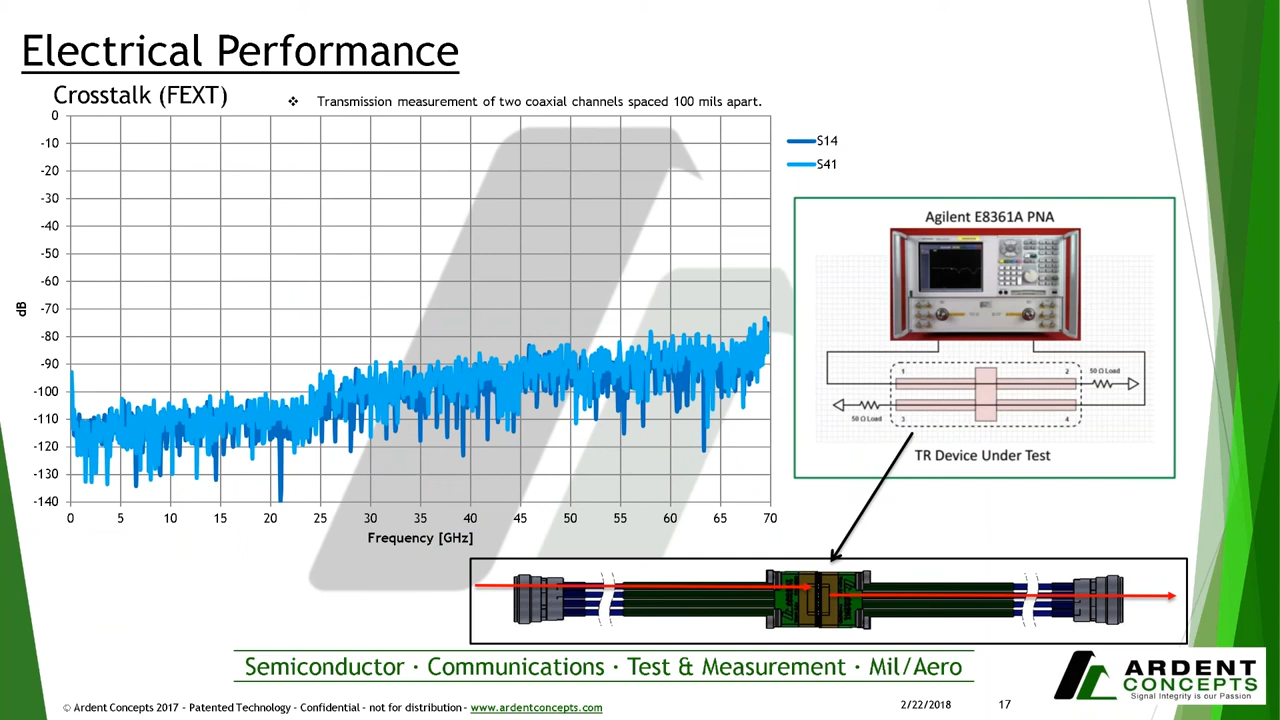 Electrical Performance
Crosstalk (FEXT)
❖ Transmission measurement of two coaxial channels spaced 100 mils apart.
0
-10
-20
-30
-40
-50
-60
-70
-80
-90
-100
-110
-120
-130
-140
dB
0 5 10 15 20 25 30 35 40 45 50 55 60 65 70
Frequency [GHz]
S14
S41
Agilent E8361A PNA
1 2 50 Ω Load
50 Ω Load 3 4
TR Device Under Test
Semiconductor · Communications · Test & Measurement · Mil/Aero
ARDENT
CONCEPTS
Signal Integrity is our Passion
© Ardent Concepts 2017 - Patented Technology - Confidential - not for distribution - www.ardentconcepts.com
2/22/2018
17